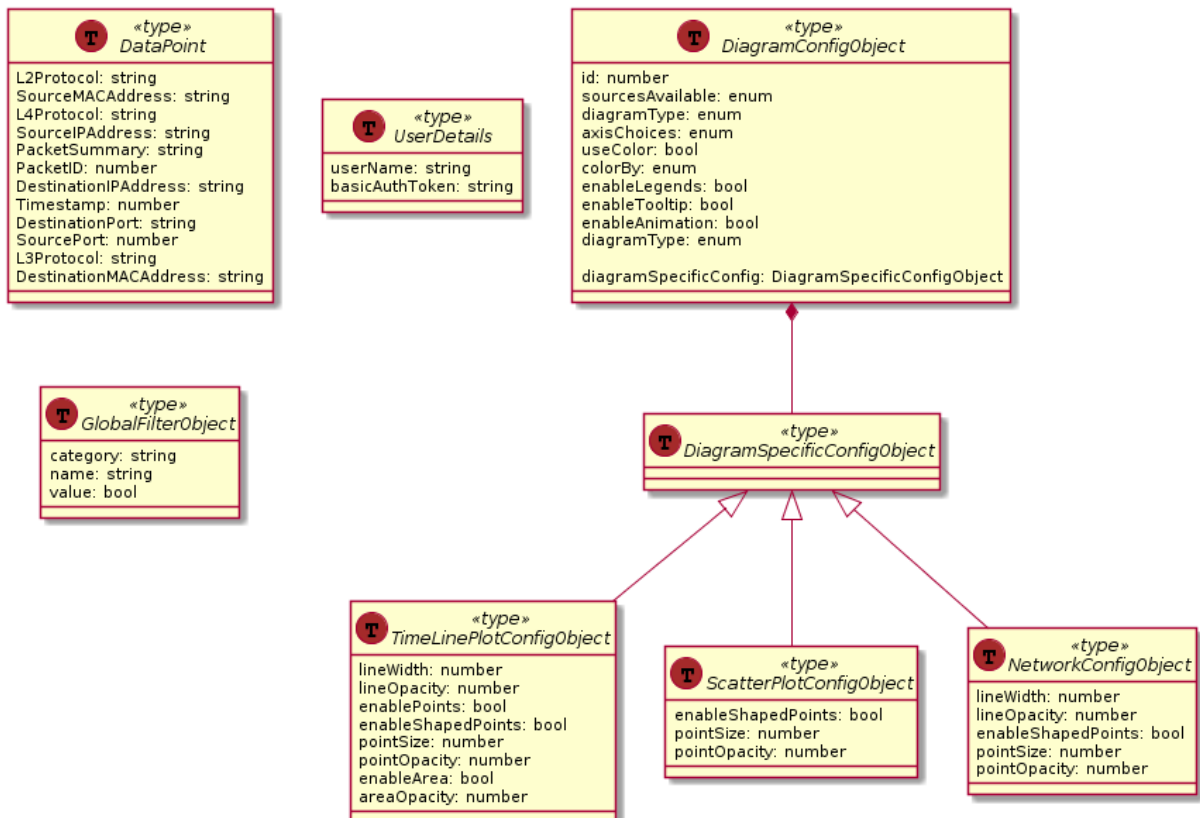 T
«type»
DataPoint
L2Protocol: string
SourceMACAddress: string
L4Protocol: string
SourceIPAddress: string
PacketSummary: string
PacketID: number
DestinationIPAddress: string
Timestamp: number
DestinationPort: string
SourcePort: number
L3Protocol: string
DestinationMACAddress: string
T
«type»
UserDetails
userName: string
basicAuthToken: string
T
«type»
DiagramConfigObject
id: number
sourcesAvailable: enum
diagramType: enum
axisChoices: enum
useColor: bool
colorBy: enum
enableLegends: bool
enableTooltip: bool
enableAnimation: bool
diagramType: enum
diagramSpecificConfig: DiagramSpecificConfigObject
T
«type»
GlobalFilterObject
category: string
name: string
value: bool
T
«type»
DiagramSpecificConfigObject
T
«type»
TimeLinePlotConfigObject
lineWidth: number
lineOpacity: number
enablePoints: bool
enableShapedPoints: bool
pointSize: number
pointOpacity: number
enableArea: bool
areaOpacity: number
T
«type»
ScatterPlotConfigObject
enableShapedPoints: bool
pointSize: number
pointOpacity: number
T
«type»
NetworkConfigObject
lineWidth: number
lineOpacity: number
enableShapedPoints: bool
pointSize: number
pointOpacity: number